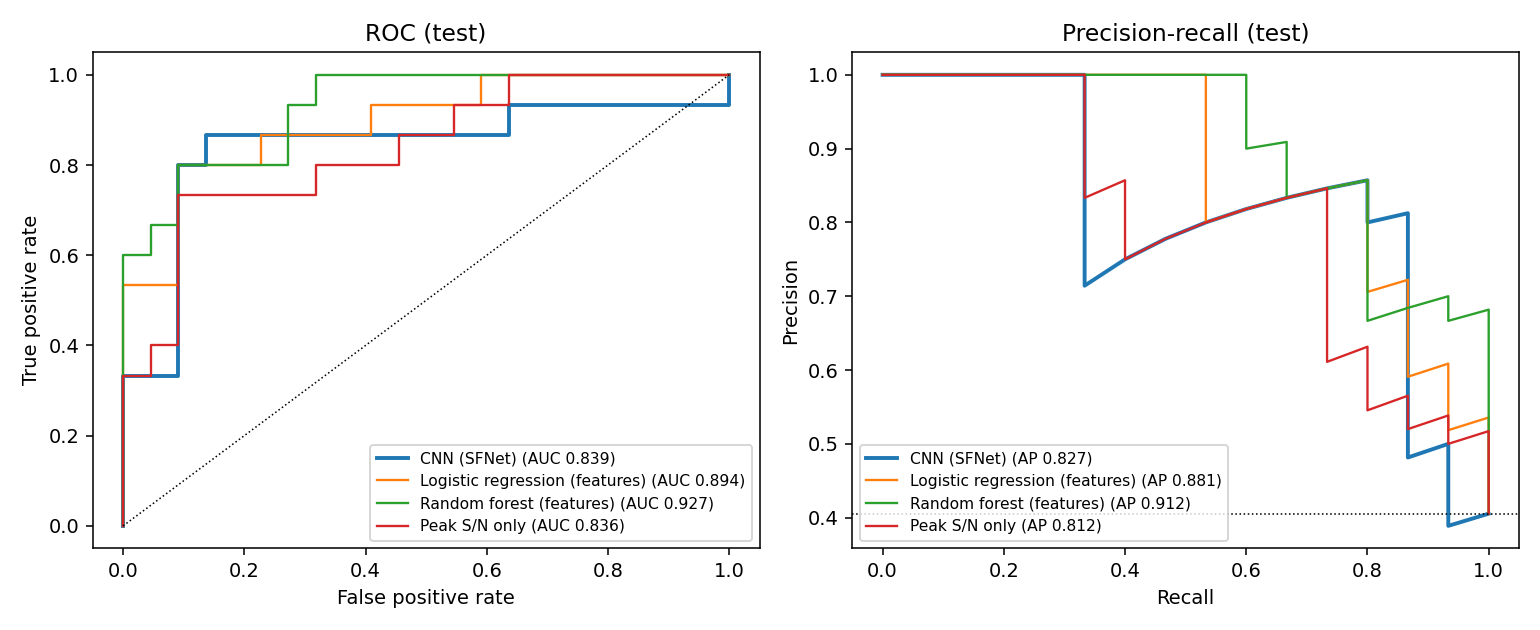 ROC (test)
True positive rate
1.0
0.8
0.6
0.4
0.2
0.0
CNN (SFNet) (AUC 0.839)
Logistic regression (features) (AUC 0.894)
Random forest (features) (AUC 0.927)
Peak S/N only (AUC 0.836)
0.0 0.2 0.4 0.6 0.8 1.0
False positive rate
Precision-recall (test)
Precision
1.0
0.9
0.8
0.7
0.6
0.5
0.4
CNN (SFNet) (AP 0.827)
Logistic regression (features) (AP 0.881)
Random forest (features) (AP 0.912)
Peak S/N only (AP 0.812)
0.0 0.2 0.4 0.6 0.8 1.0
Recall